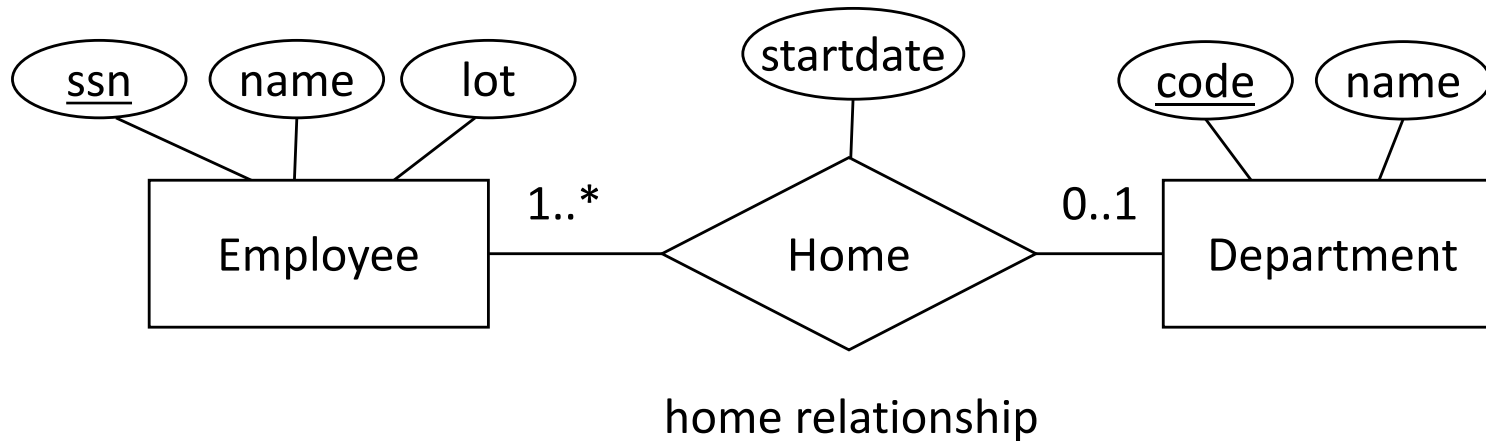 startdate
ssn name lot code name
1..* 0..1
Employee Home Department
home relationship